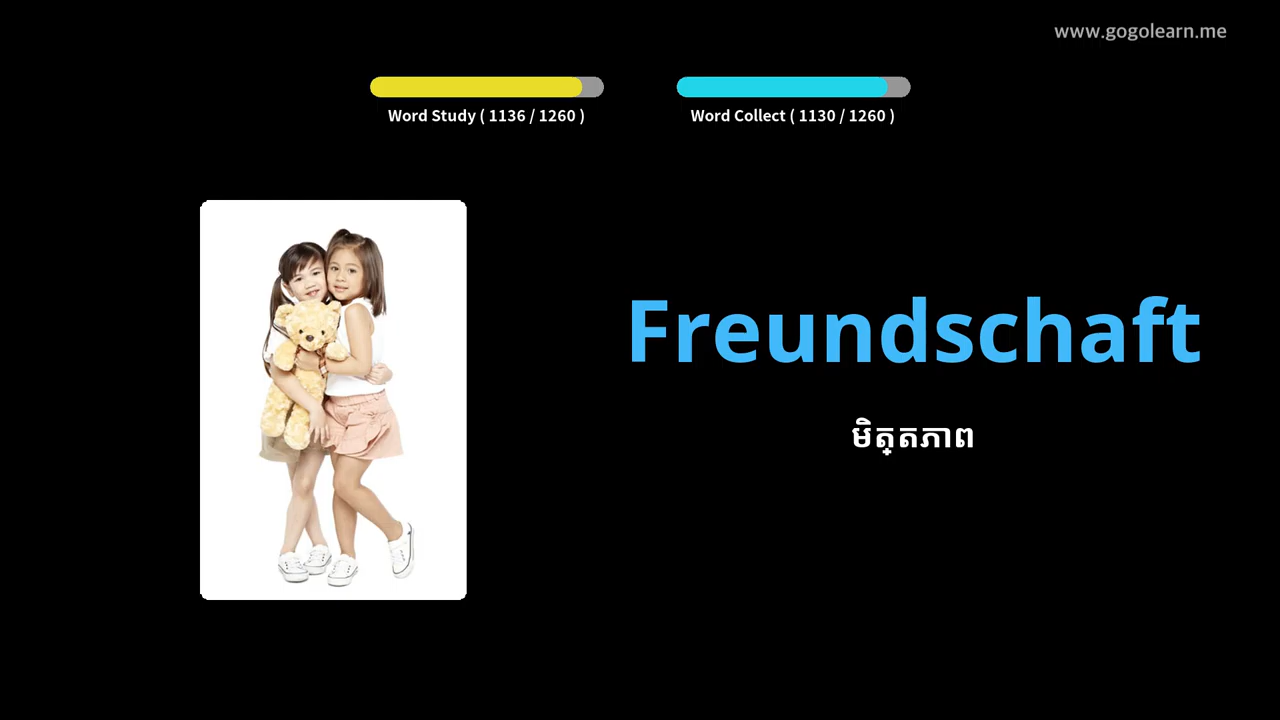 www.gogolearn.me
Word Study ( 1136 / 1260 )
Word Collect ( 1130 / 1260 )
Freundschaft
មិត្តភាព